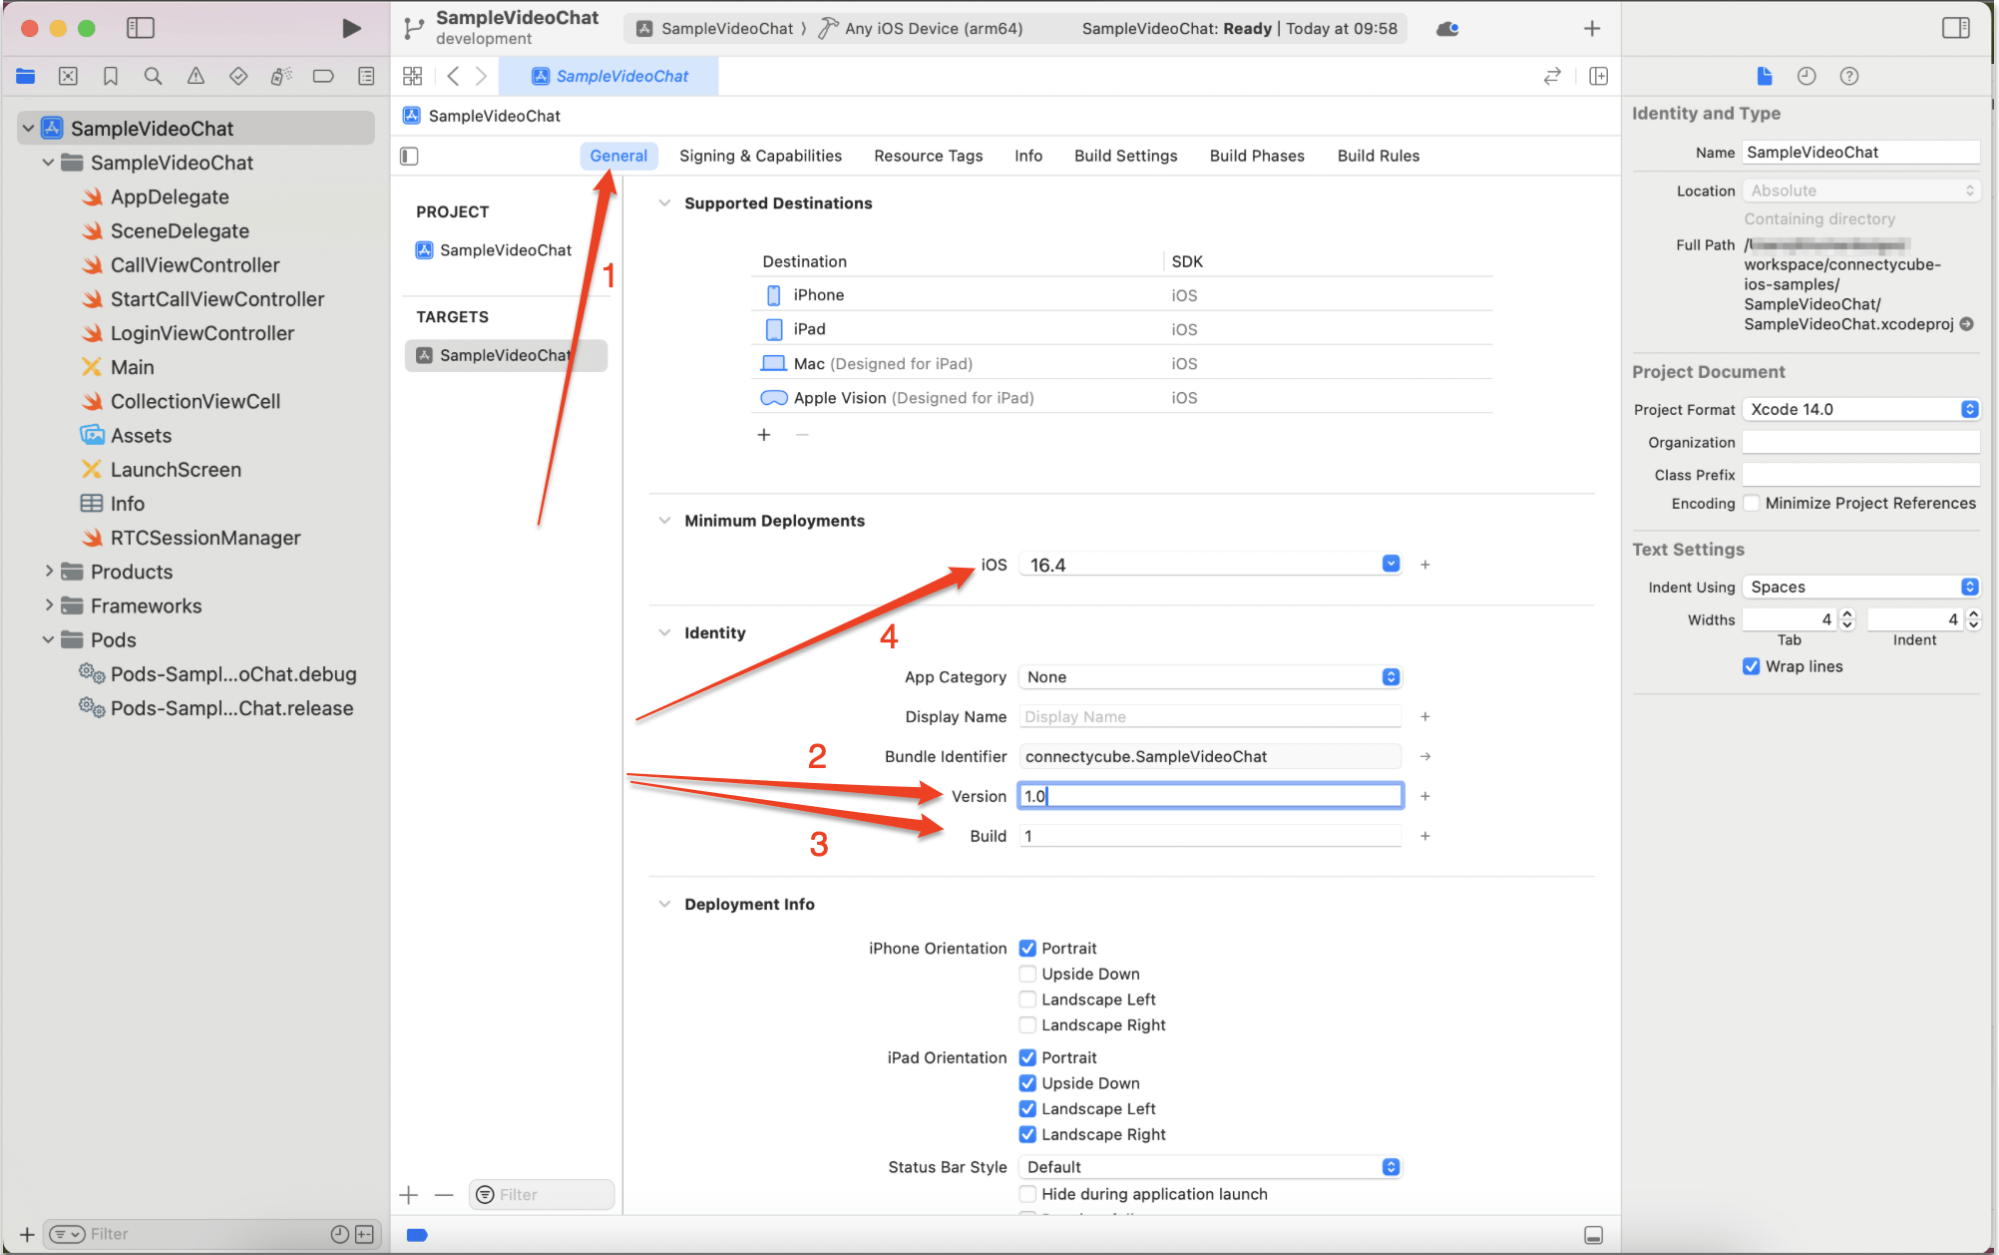 SampleVideoChat
development
SampleVideoChat
Any iOS Device (arm64)
SampleVideoChat: Ready | Today at 09:58
SampleVideoChat
SampleVideoChat
SampleVideoChat
SampleVideoChat
AppDelegate
SceneDelegate
CallViewController
StartCallViewController
LoginViewController
Main
CollectionViewCell
Assets
LaunchScreen
Info
RTCSessionManager
Products
Frameworks
Pods
Pods-Sampl...oChat.debug
Pods-Sampl...Chat.release
Filter
General
Signing & Capabilities
Resource Tags
Info
Build Settings
Build Phases
Build Rules
PROJECT
SampleVideoChat
TARGETS
SampleVideoChat
Filter
1
Supported Destinations
Destination SDK
iPhone iOS
iPad iOS
Mac (Designed for iPad) iOS
Apple Vision (Designed for iPad) iOS
Minimum Deployments
iOS 16.4
4
Identity
App Category None
Display Name Display Name
2
Bundle Identifier connectycube.SampleVideoChat
Version 1.0
3
Build 1
Deployment Info
iPhone Orientation Portrait
Upside Down
Landscape Left
Landscape Right
iPad Orientation Portrait
Upside Down
Landscape Left
Landscape Right
Status Bar Style Default
Hide during application launch
Identity and Type
Name SampleVideoChat
Location Absolute
Containing directory
Full Path /
workspace/connectycube-
ios-samples/
SampleVideoChat/
SampleVideoChat.xcodeproj
Project Document
Project Format Xcode 14.0
Organization
Class Prefix
Encoding Minimize Project References
Text Settings
Indent Using Spaces
Widths 4 4
Tab Indent
Wrap lines